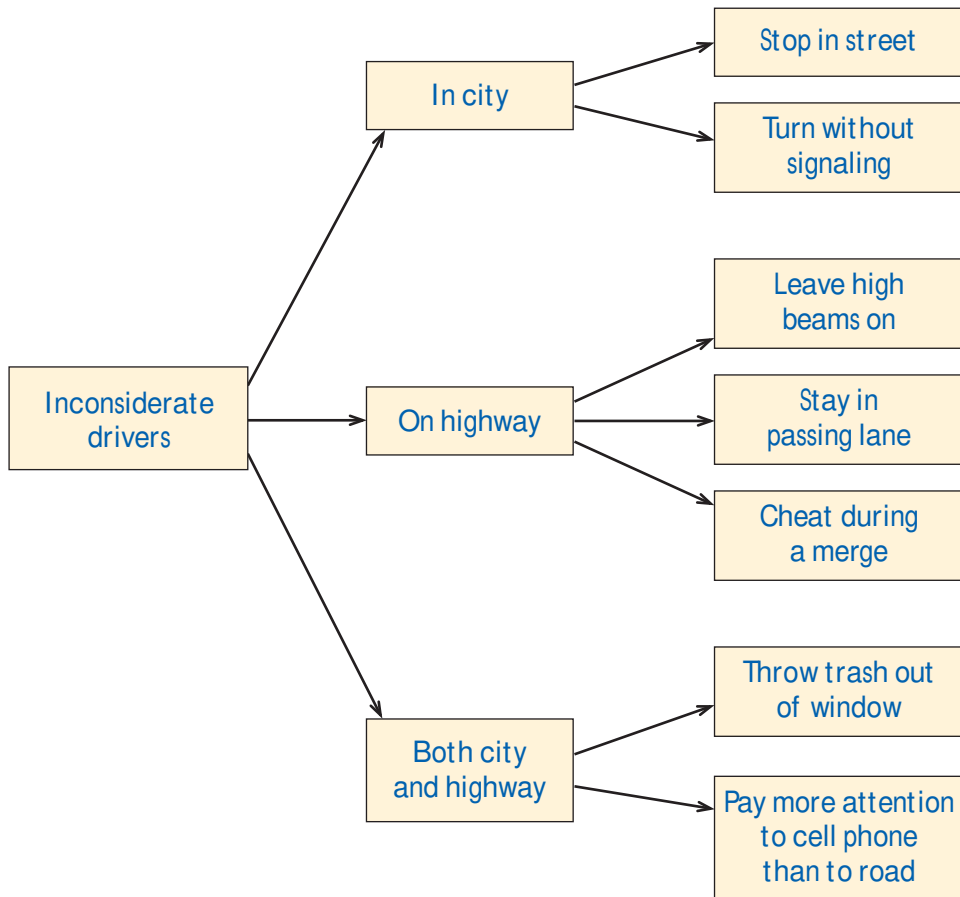 Inconsiderate
drivers
In city
Stop in street
Turn without
signaling
On highway
Leave high
beams on
Stay in
passing lane
Cheat during
a merge
Both city
and highway
Throw trash out
of window
Pay more attention
to cell phone
than to road